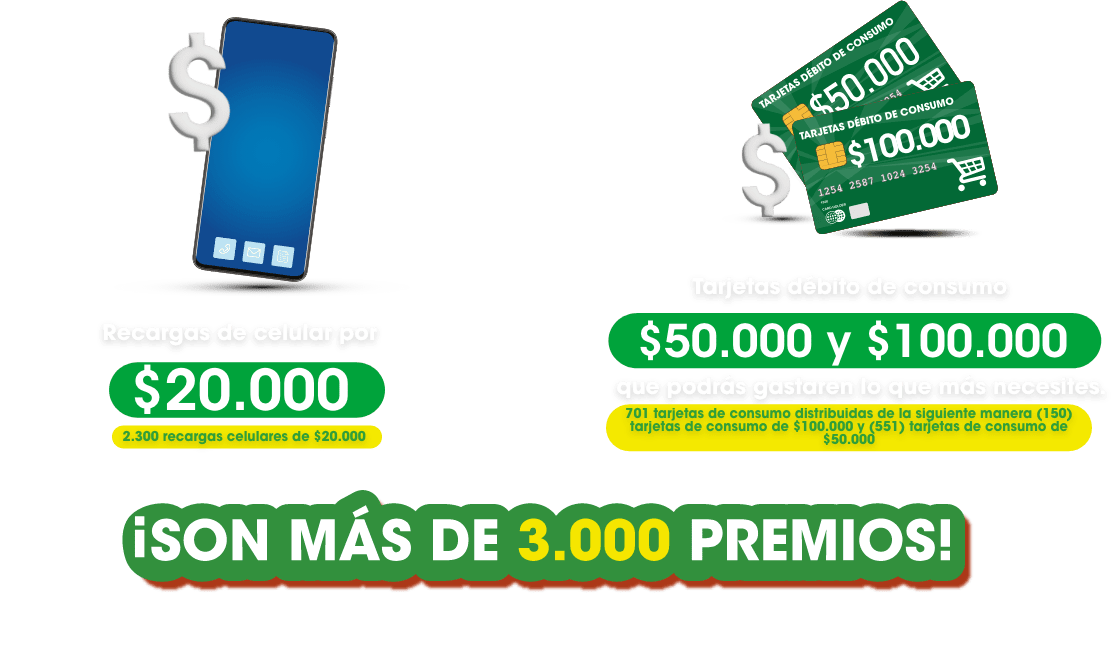 $
Recargas de celular por
$20.000
2.300 recargas celulares de $20.000
TARJETAS DÉBITO DE CONSUMO
$50.000
TARJETAS DÉBITO DE CONSUMO
$100.000
1254 2587 1024 3254
$
Tarjetas débito de consumo
$50.000 y $100.000
que podrás gastaren lo que más necesites.
701 tarjetas de consumo distribuidas de la siguiente manera (150)
tarjetas de consumo de $100.000 y (551) tarjetas de consumo de
$50.000
¡SON MÁS DE 3.000 PREMIOS!